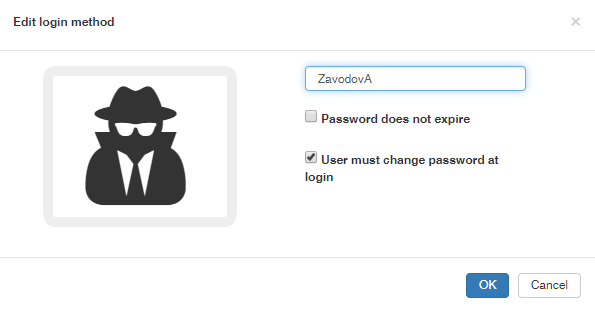 Edit login method
×
ZavodovA
Password does not expire
User must change password at
login
OK
Cancel